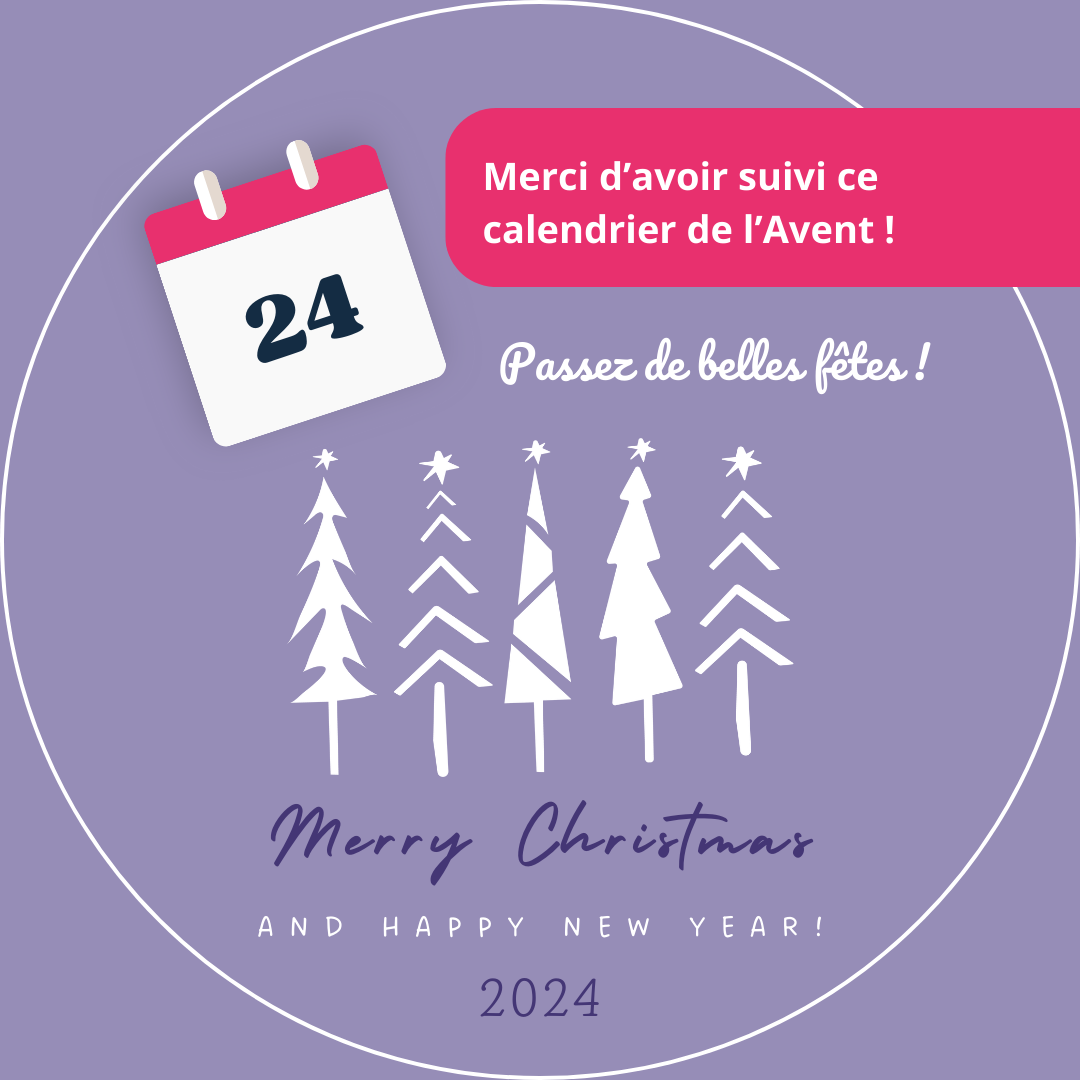 24
Merci d’avoir suivi ce
calendrier de l’Avent !
Passez de belles fêtes !
Merry Christmas
AND HAPPY NEW YEAR!
2024